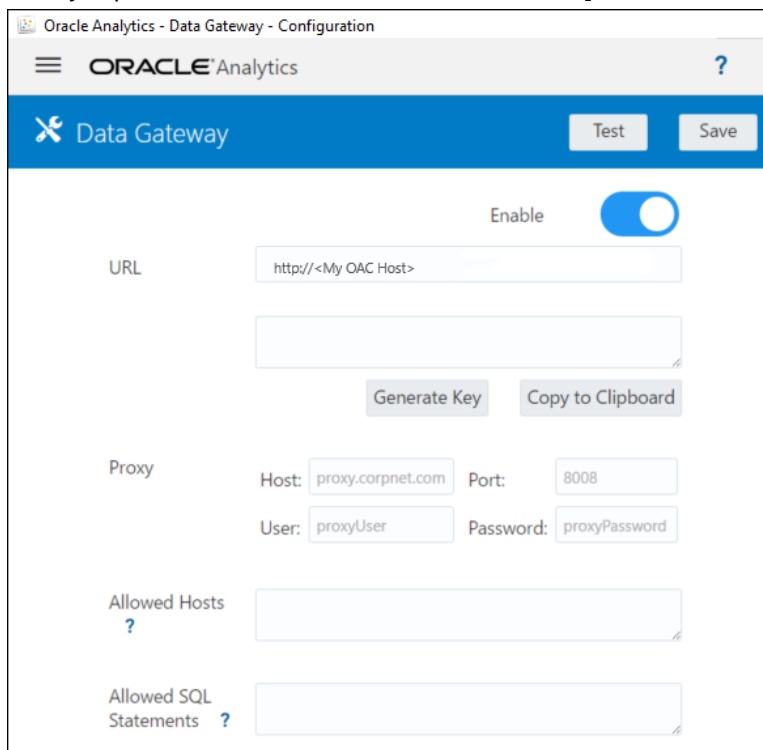 Oracle Analytics - Data Gateway - Configuration
ORACLE Analytics ?
Data Gateway Test Save
Enable
URL http://<My OAC Host>
Generate Key Copy to Clipboard
Proxy Host: proxy.corpnet.com Port: 8008
User: proxyUser Password: proxyPassword
Allowed Hosts
?
Allowed SQL
Statements ?